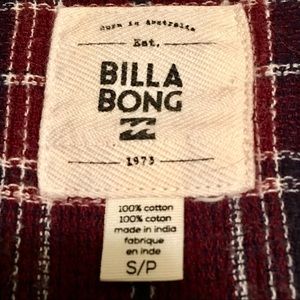 Born in Australia
Est.
BILLA
BONG
1973
100% cotton
100% coton
made in india
fabriqué
en inde
S/P